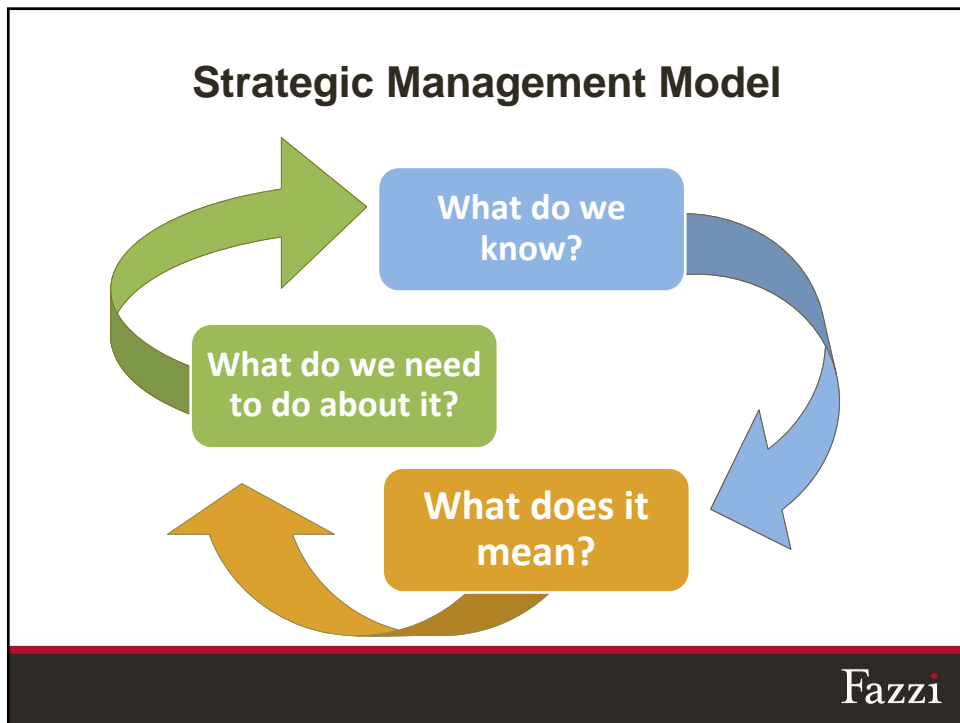 Strategic Management Model
What do we
know?
What do we need
to do about it?
What does it
mean?
Fazzi